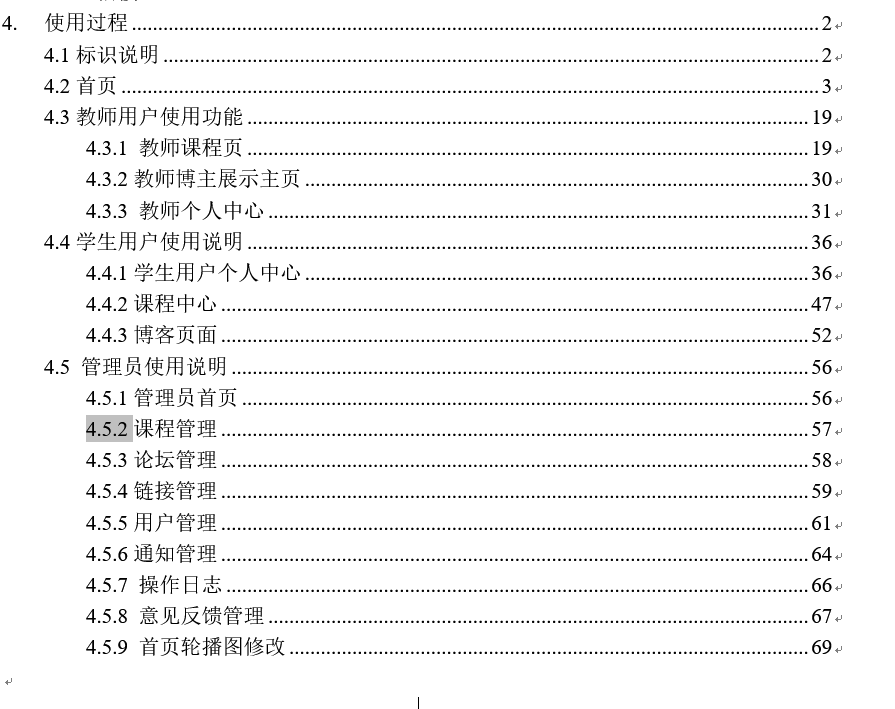 4. 使用过程 2
4.1 标识说明 2
4.2 首页 3
4.3 教师用户使用功能 19
4.3.1 教师课程页 19
4.3.2 教师博主展示主页 30
4.3.3 教师个人中心 31
4.4 学生用户使用说明 36
4.4.1 学生用户个人中心 36
4.4.2 课程中心 47
4.4.3 博客页面 52
4.5 管理员使用说明 56
4.5.1 管理员首页 56
4.5.2 课程管理 57
4.5.3 论坛管理 58
4.5.4 链接管理 59
4.5.5 用户管理 61
4.5.6 通知管理 64
4.5.7 操作日志 66
4.5.8 意见反馈管理 67
4.5.9 首页轮播图修改 69